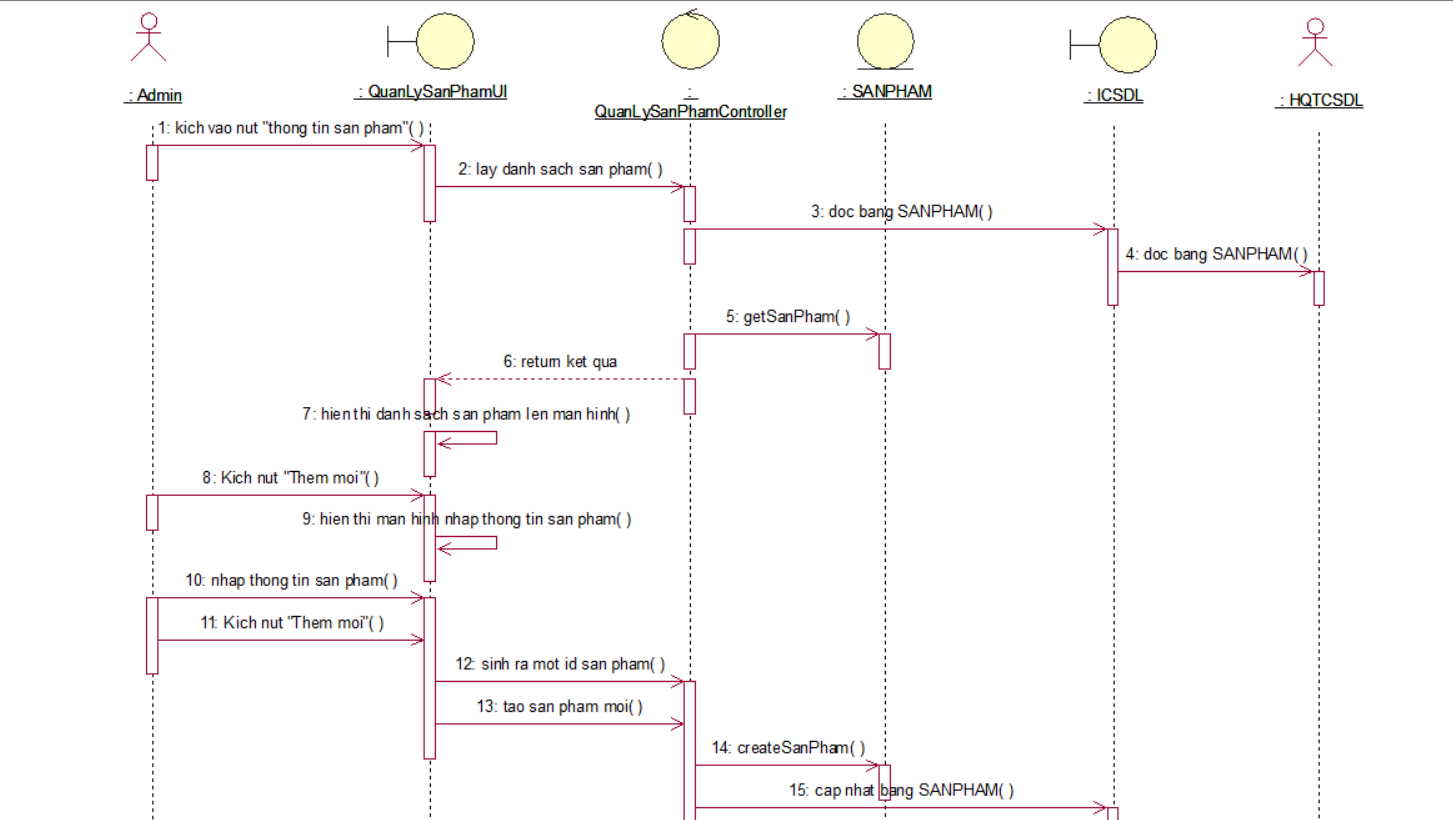 : Admin
: QuanLySanPhamUI
:
QuanLySanPhamController
: SANPHAM
: ICSDL
: HQTCSDL
1: kich vao nut "thong tin san pham"( )
2: lay danh sach san pham( )
3: doc bang SANPHAM( )
4: doc bang SANPHAM( )
5: getSanPham( )
6: return ket qua
7: hien thi danh sach san pham len man hinh( )
8: Kich nut "Them moi"( )
9: hien thi man hinh nhap thong tin san pham( )
10: nhap thong tin san pham( )
11: Kich nut "Them moi"( )
12: sinh ra mot id san pham( )
13: tao san pham moi( )
14: createSanPham( )
15: cap nhat bang SANPHAM( )